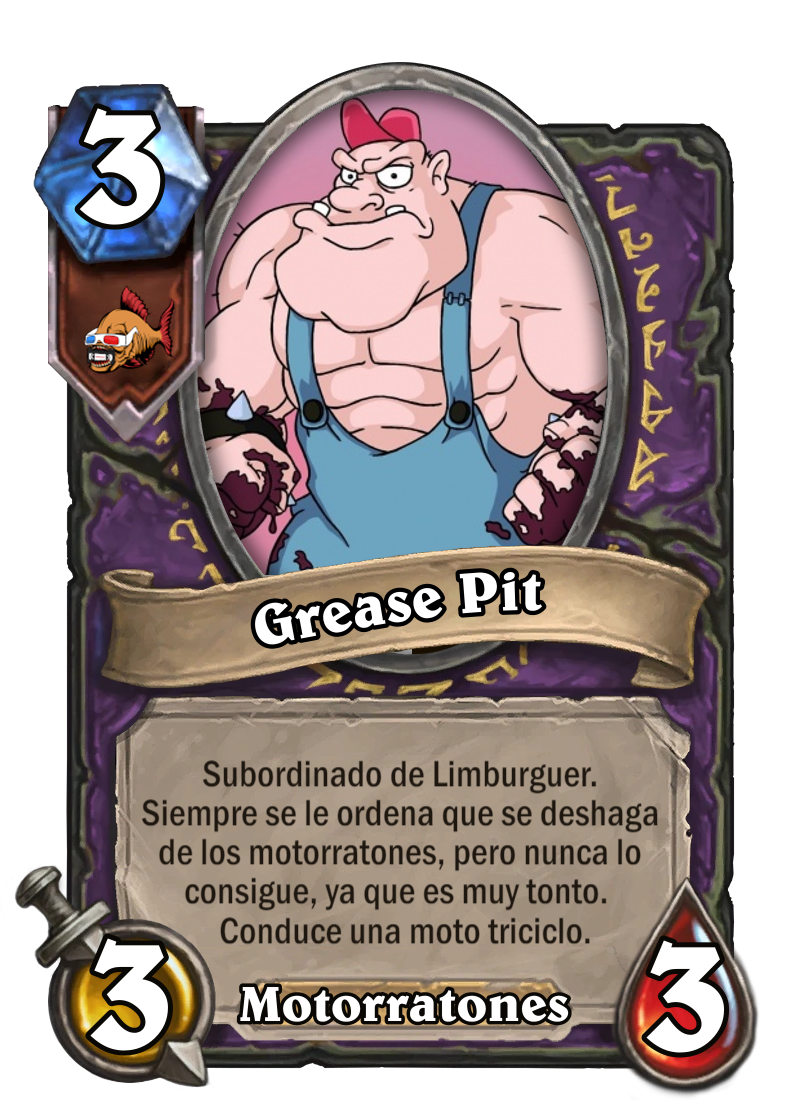 3
Grease Pit
Subordinado de Limburguer.
Siempre se le ordena que se deshaga
de los motorratones, pero nunca lo
consigue, ya que es muy tonto.
Conduce una moto triciclo.
3
Motorratones
3